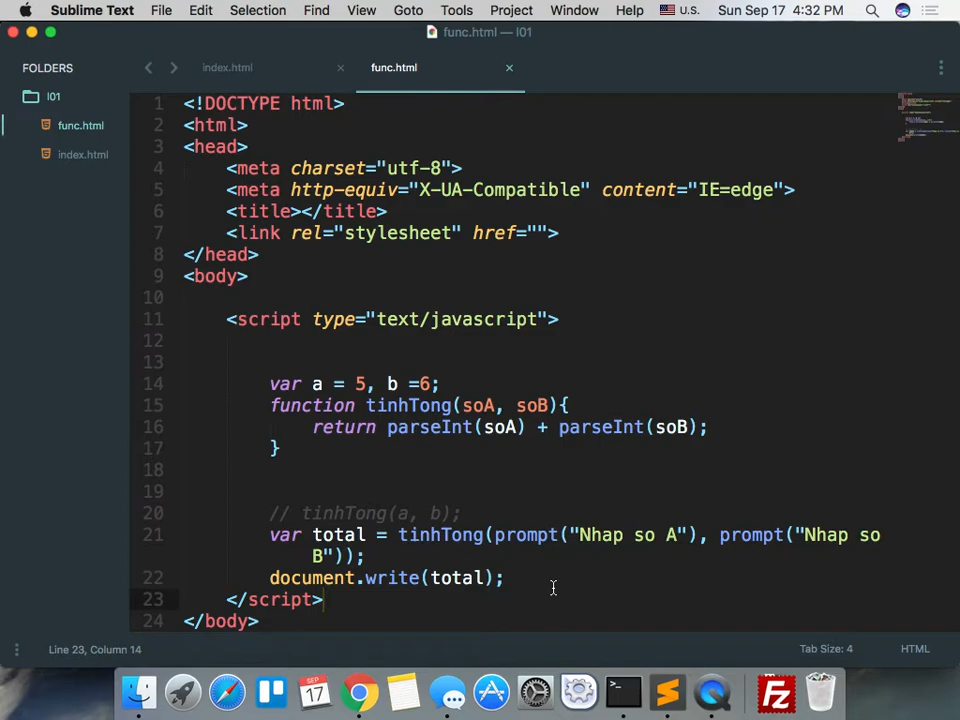 Sublime Text File Edit Selection Find View Goto Tools Project Window Help U.S. Sun Sep 17 4:32 PM
func.html — l01
FOLDERS
index.html × func.html ×
l01
func.html
index.html
1 <!DOCTYPE html>
2 <html>
3 <head>
4 <meta charset="utf-8">
5 <meta http-equiv="X-UA-Compatible" content="IE=edge">
6 <title></title>
7 <link rel="stylesheet" href="">
8 </head>
9 <body>
10
11 <script type="text/javascript">
12
13
14 var a = 5, b =6;
15 function tinhTong(soA, soB){
16 return parseInt(soA) + parseInt(soB);
17 }
18
19
20 // tinhTong(a, b);
21 var total = tinhTong(prompt("Nhap so A"), prompt("Nhap so
B"));
22 document.write(total);
23 </script>
24 </body>
Line 23, Column 14 Tab Size: 4 HTML
SEP
17